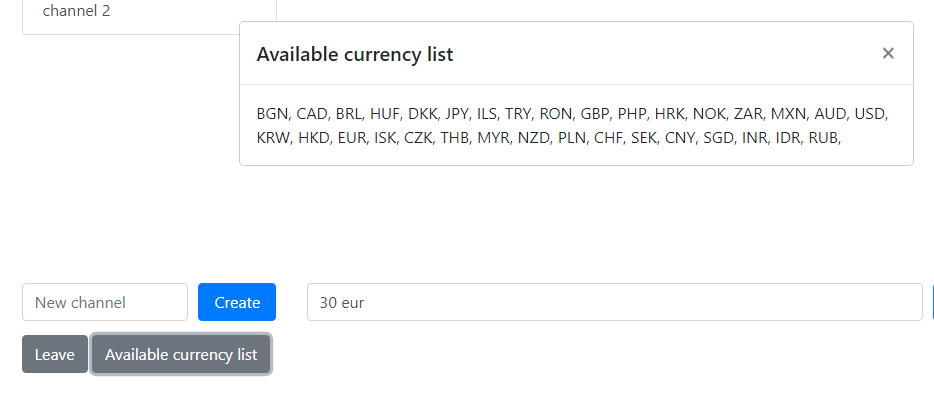 channel 2
Available currency list ×
BGN, CAD, BRL, HUF, DKK, JPY, ILS, TRY, RON, GBP, PHP, HRK, NOK, ZAR, MXN, AUD, USD,
KRW, HKD, EUR, ISK, CZK, THB, MYR, NZD, PLN, CHF, SEK, CNY, SGD, INR, IDR, RUB,
New channel Create 30 eur
Leave Available currency list